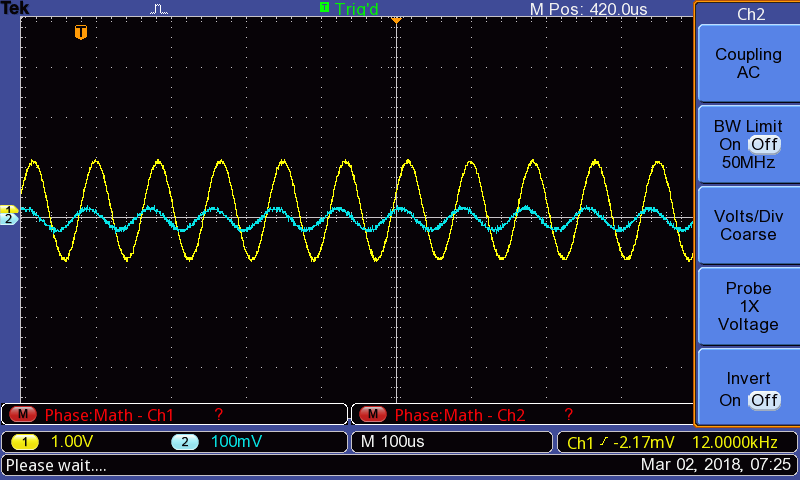 Tek T Trig'd M Pos: 420.0us
Ch2
T
Coupling
AC
BW Limit
On Off
50MHz
1
2
Volts/Div
Coarse
Probe
1X
Voltage
Invert
On Off
M Phase:Math - Ch1 ? M Phase:Math - Ch2 ?
1 1.00V 2 100mV M 100us Ch1 -2.17mV 12.0000kHz
Please wait.... Mar 02, 2018, 07:25